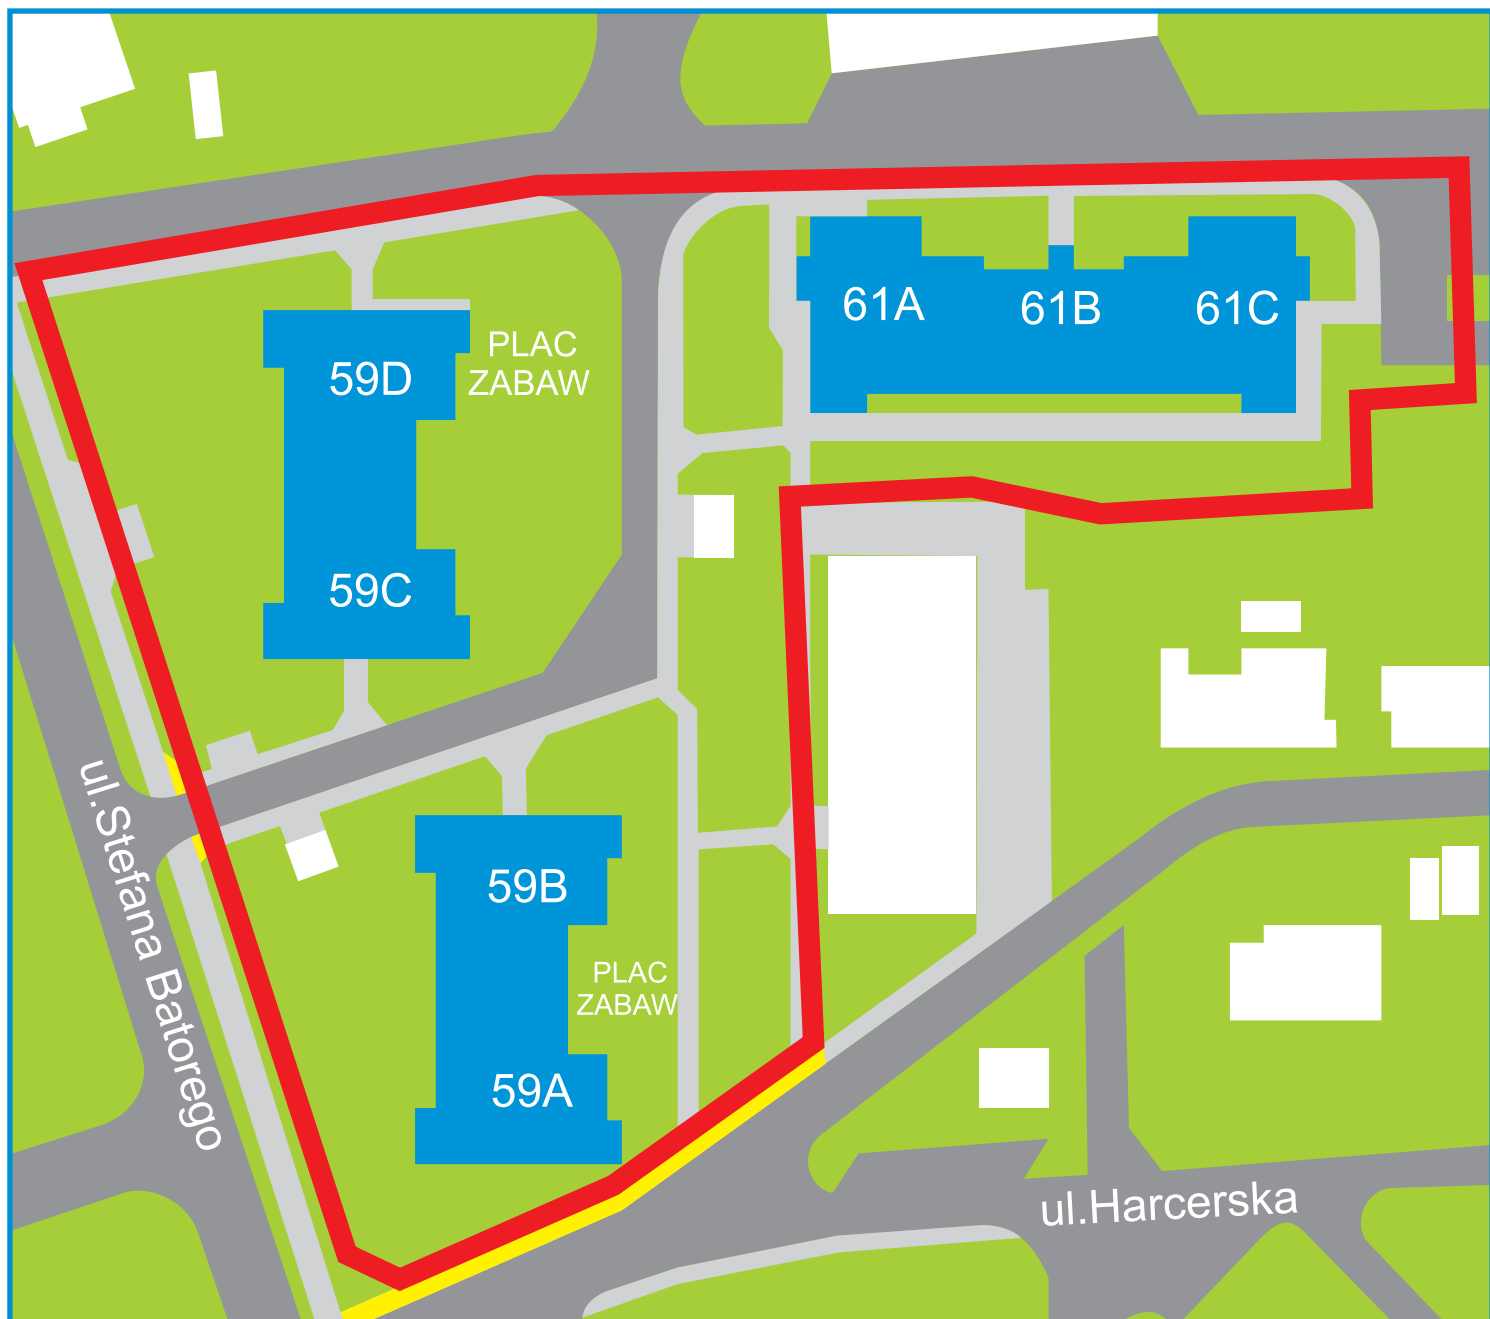 61A
61B
61C
59D
PLAC
ZABAW
59C
59B
PLAC
ZABAW
59A
ul.Stefana Batorego
ul.Harcerska